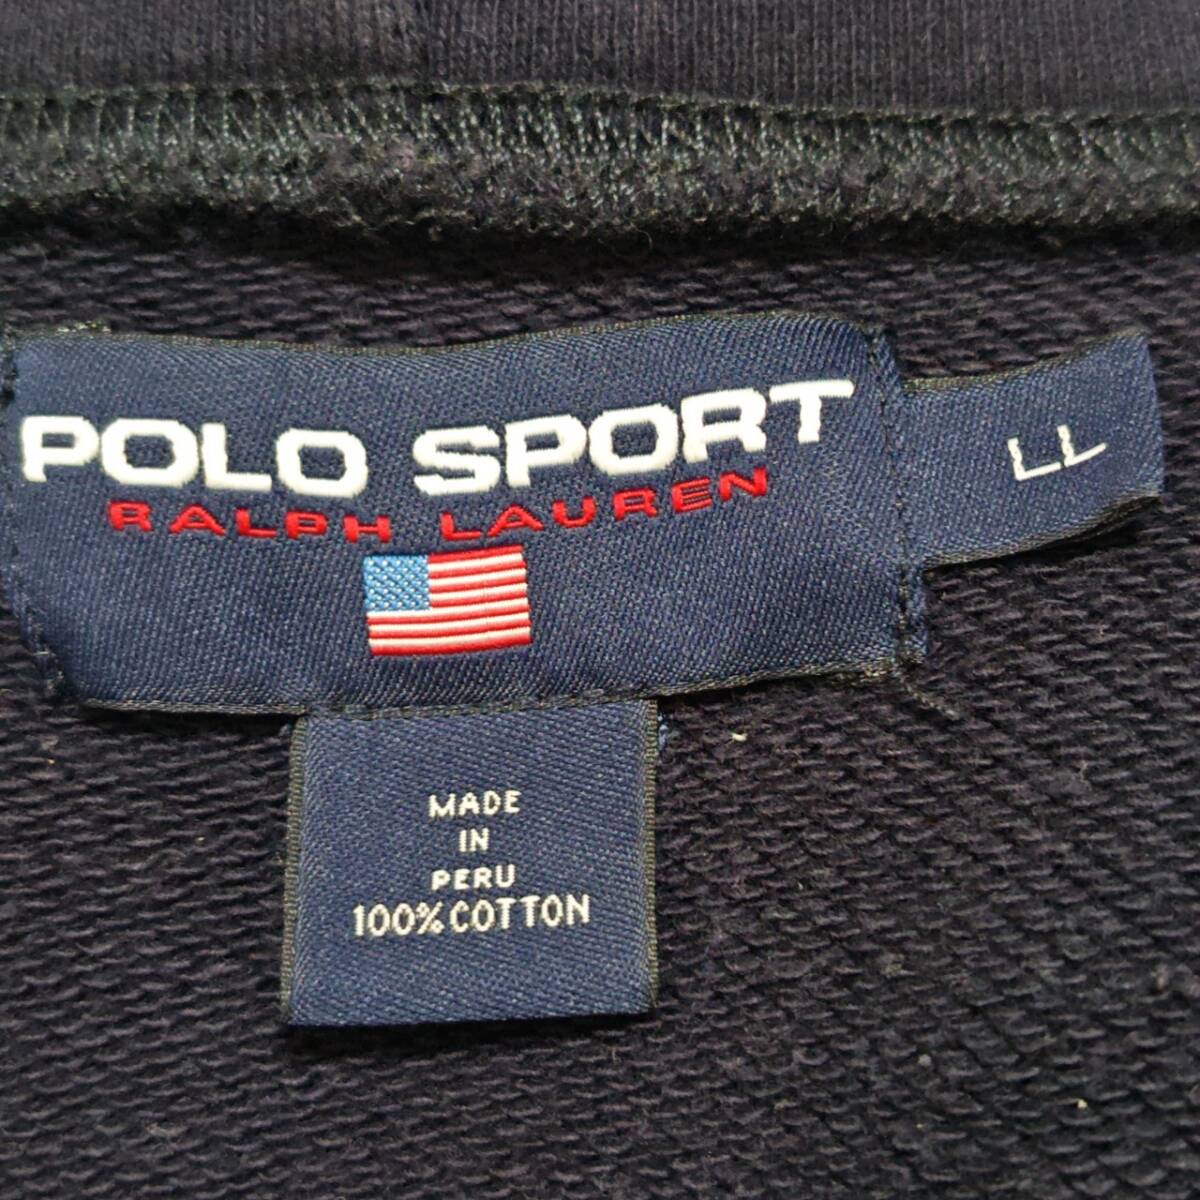 POLO SPORT
RALPH LAUREN
LL
MADE
IN
PERU
100% COTTON